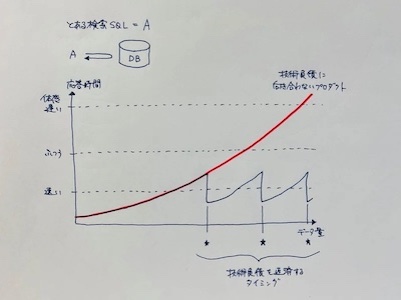 とある検索SQL = A
A
DB
応答時間
体感
遅い
ふつう
速い
技術負債に
向き合わないプロダクト
データ量
* * *
技術負債を返済する
タイミング